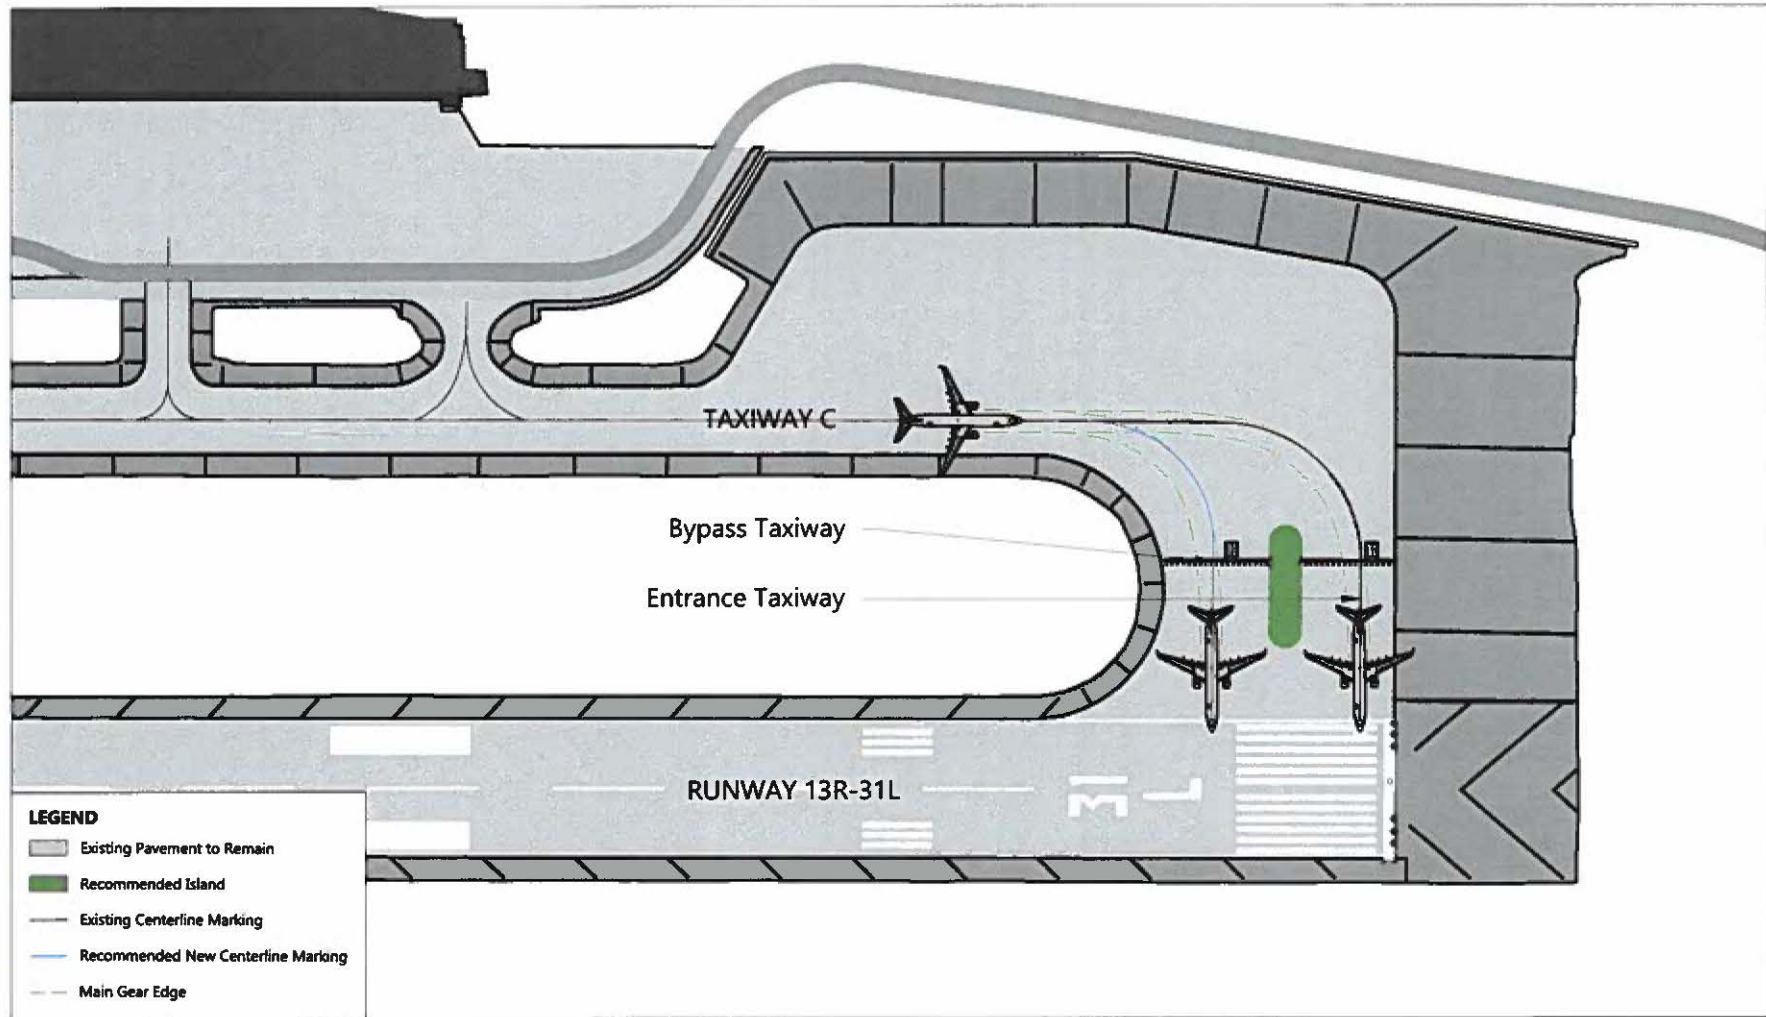 TAXIWAY C
Bypass Taxiway
Entrance Taxiway
RUNWAY 13R-31L
31
L
LEGEND
Existing Pavement to Remain
Recommended Island
Existing Centerline Marking
Recommended New Centerline Marking
Main Gear Edge